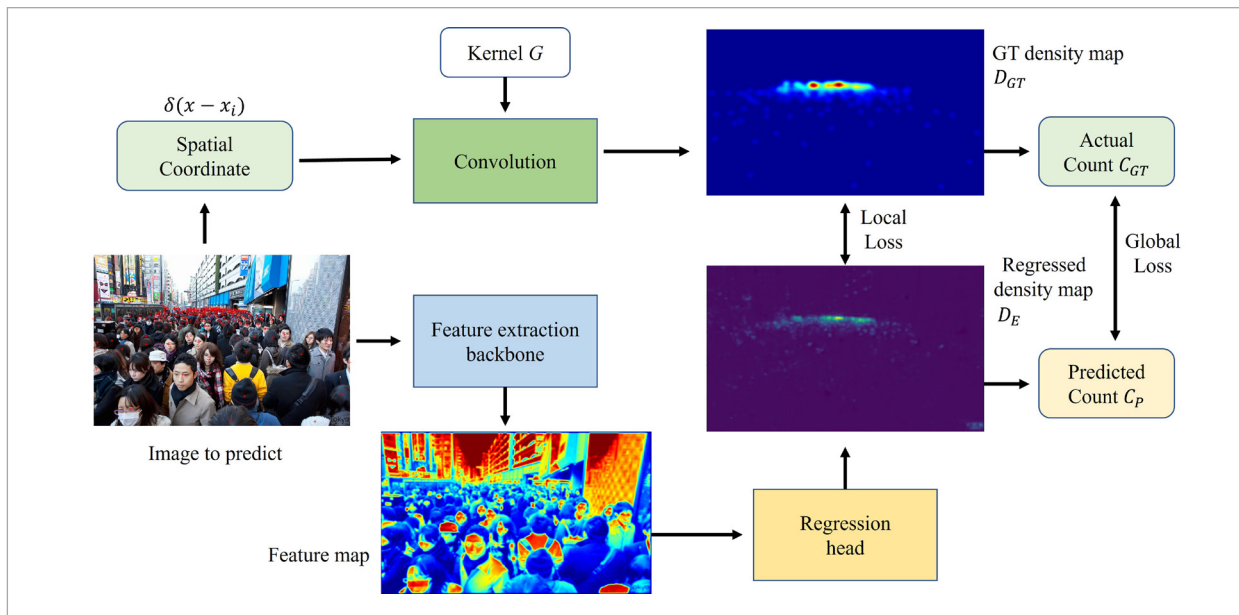 Kernel G
GT density map
D_GT
δ(x − x_i)
Spatial
Coordinate
Convolution
Actual
Count C_GT
Local
Loss
Global
Loss
Regressed
density map
D_E
Feature extraction
backbone
Predicted
Count C_P
Image to predict
Feature map
Regression
head